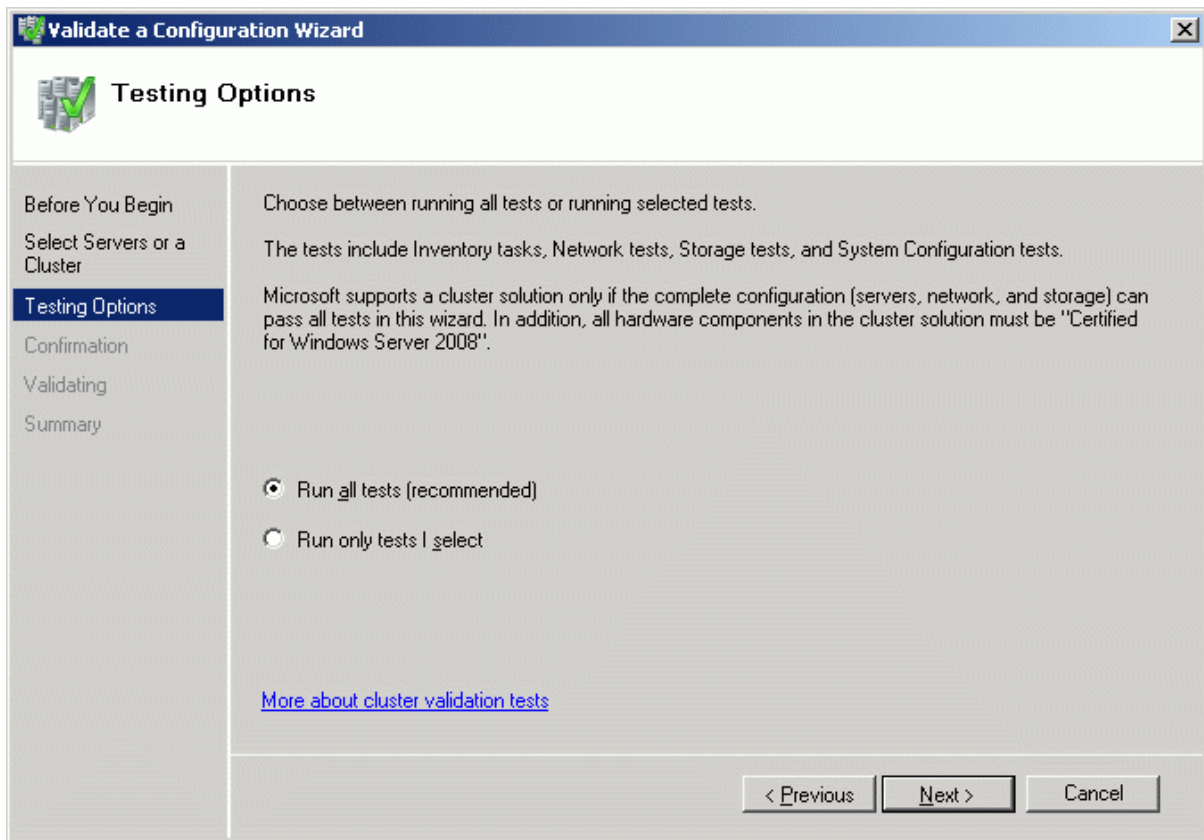 Validate a Configuration Wizard
Testing Options
Before You Begin
Select Servers or a
Cluster
Testing Options
Confirmation
Validating
Summary
Choose between running all tests or running selected tests.
The tests include Inventory tasks, Network tests, Storage tests, and System Configuration tests.
Microsoft supports a cluster solution only if the complete configuration (servers, network, and storage) can
pass all tests in this wizard. In addition, all hardware components in the cluster solution must be "Certified
for Windows Server 2008".
Run all tests (recommended)
Run only tests I select
More about cluster validation tests
< Previous
Next >
Cancel